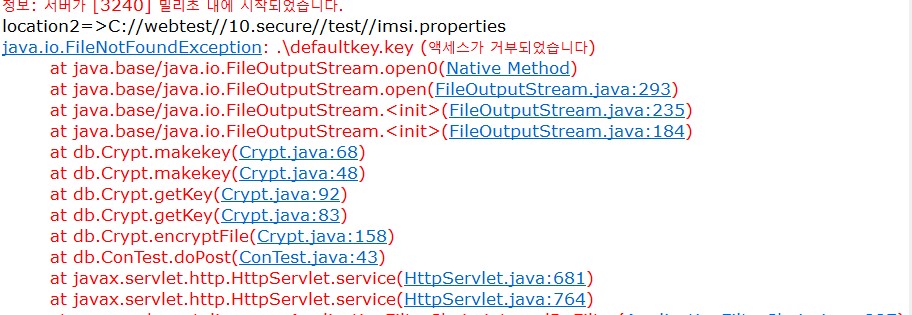 정보: 서버가 [3240] 밀리초 내에 시작되었습니다.
location2=>C://webtest//10.secure//test//imsi.properties
java.io.FileNotFoundException: .\defaultkey.key (액세스가 거부되었습니다)
at java.base/java.io.FileOutputStream.open0(Native Method)
at java.base/java.io.FileOutputStream.open(FileOutputStream.java:293)
at java.base/java.io.FileOutputStream.<init>(FileOutputStream.java:235)
at java.base/java.io.FileOutputStream.<init>(FileOutputStream.java:184)
at db.Crypt.makekey(Crypt.java:68)
at db.Crypt.makekey(Crypt.java:48)
at db.Crypt.getKey(Crypt.java:92)
at db.Crypt.getKey(Crypt.java:83)
at db.Crypt.encryptFile(Crypt.java:158)
at db.ConTest.doPost(ConTest.java:43)
at javax.servlet.http.HttpServlet.service(HttpServlet.java:681)
at javax.servlet.http.HttpServlet.service(HttpServlet.java:764)